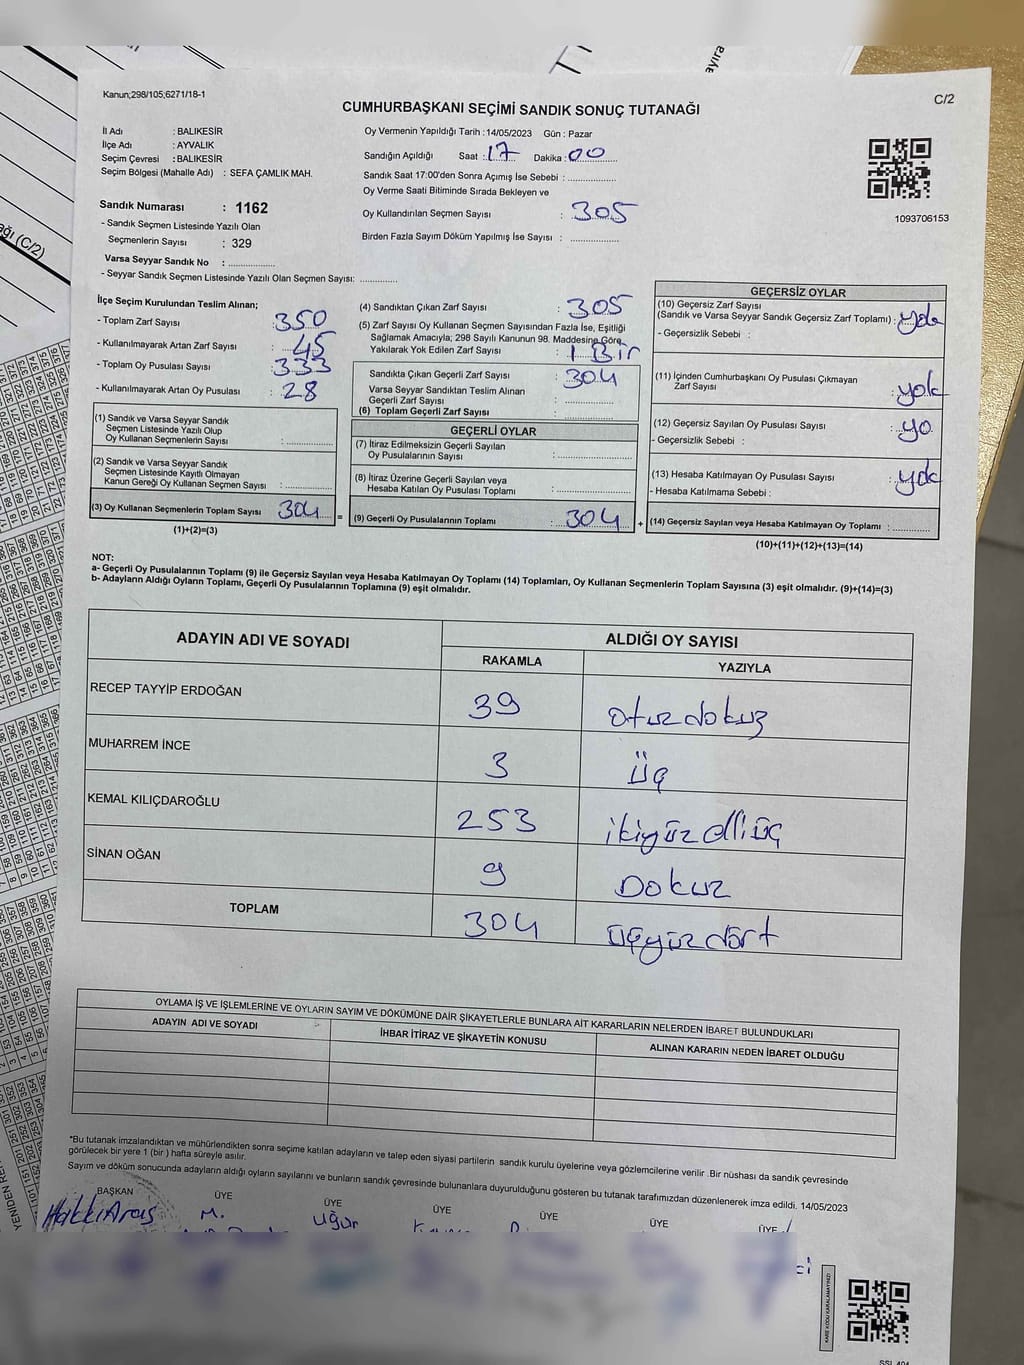 Kanun;298/105;6271/18-1
C/2
CUMHURBAŞKANI SEÇİMİ SANDIK SONUÇ TUTANAĞI
İl Adı : BALIKESİR
İlçe Adı : AYVALIK
Seçim Çevresi : BALIKESİR
Seçim Bölgesi (Mahalle Adı) : SEFA ÇAMLIK MAH.
Sandık Numarası : 1162
- Sandık Seçmen Listesinde Yazılı Olan
Seçmenlerin Sayısı : 329
Varsa Seyyar Sandık No : ..............
- Seyyar Sandık Seçmen Listesinde Yazılı Olan Seçmen Sayısı: ..............
Oy Vermenin Yapıldığı Tarih : 14/05/2023 Gün : Pazar
Sandığın Açıldığı Saat : 17 Dakika : 00
Sandık Saat 17:00'den Sonra Açımış İse Sebebi : ..............
Oy Verme Saati Bitiminde Sırada Bekleyen ve
Oy Kullandırılan Seçmen Sayısı : 305
Birden Fazla Sayım Döküm Yapılmış İse Sayısı : ..............
1093706153
İlçe Seçim Kurulundan Teslim Alınan;
- Toplam Zarf Sayısı : 350
- Kullanılmayarak Artan Zarf Sayısı : 45
- Toplam Oy Pusulası Sayısı : 333
- Kullanılmayarak Artan Oy Pusulası : 28
(1) Sandık ve Varsa Seyyar Sandık
Seçmen Listesinde Yazılı Olup
Oy Kullanan Seçmenlerin Sayısı : ..............
(2) Sandık ve Varsa Seyyar Sandık
Seçmen Listesinde Kayıtlı Olmayan
Kanun Gereği Oy Kullanan Seçmen Sayısı : ..............
(3) Oy Kullanan Seçmenlerin Toplam Sayısı 304
(1)+(2)=(3)
=
(4) Sandıktan Çıkan Zarf Sayısı : 305
(5) Zarf Sayısı Oy Kullanan Seçmen Sayısından Fazla İse, Eşitliği
Sağlamak Amacıyla; 298 Sayılı Kanunun 98. Maddesine Göre
Yakılarak Yok Edilen Zarf Sayısı : 1 Bir
Sandıkta Çıkan Geçerli Zarf Sayısı : 304
Varsa Seyyar Sandıktan Teslim Alınan
Geçerli Zarf Sayısı : ..............
(6) Toplam Geçerli Zarf Sayısı : ..............
GEÇERLİ OYLAR
(7) İtiraz Edilmeksizin Geçerli Sayılan
Oy Pusulalarının Sayısı : ..............
(8) İtiraz Üzerine Geçerli Sayılan veya
Hesaba Katılan Oy Pusulası Toplamı : ..............
(9) Geçerli Oy Pusulalarının Toplamı : 304
+
GEÇERSİZ OYLAR
(10) Geçersiz Zarf Sayısı
(Sandık ve Varsa Seyyar Sandık Geçersiz Zarf Toplamı) : yok
- Geçersizlik Sebebi :
(11) İçinden Cumhurbaşkanı Oy Pusulası Çıkmayan
Zarf Sayısı : yok
(12) Geçersiz Sayılan Oy Pusulası Sayısı : yo
- Geçersizlik Sebebi :
(13) Hesaba Katılmayan Oy Pusulası Sayısı : yok
- Hesaba Katılmama Sebebi :
(14) Geçersiz Sayılan veya Hesaba Katılmayan Oy Toplamı : ..............
(10)+(11)+(12)+(13)=(14)
NOT:
a- Geçerli Oy Pusulalarının Toplamı (9) ile Geçersiz Sayılan veya Hesaba Katılmayan Oy Toplamı (14) Toplamları, Oy Kullanan Seçmenlerin Toplam Sayısına (3) eşit olmalıdır. (9)+(14)=(3)
b- Adayların Aldığı Oyların Toplamı, Geçerli Oy Pusulalarının Toplamına (9) eşit olmalıdır.
ADAYIN ADI VE SOYADI ALDIĞI OY SAYISI
RAKAMLA YAZIYLA
RECEP TAYYİP ERDOĞAN 39 otuzdokuz
MUHARREM İNCE 3 üç
KEMAL KILIÇDAROĞLU 253 ikiyüz elli üç
SİNAN OĞAN 9 Dokuz
TOPLAM 304 üçyüz dört
OYLAMA İŞ VE İŞLEMLERİNE VE OYLARIN SAYIM VE DÖKÜMÜNE DAİR ŞİKAYETLERLE BUNLARA AİT KARARLARIN NELERDEN İBARET BULUNDUKLARI
ADAYIN ADI VE SOYADI İHBAR İTİRAZ VE ŞİKAYETİN KONUSU ALINAN KARARIN NEDEN İBARET OLDUĞU
*Bu tutanak imzalandıktan ve mühürlendikten sonra seçime katılan adayların ve talep eden siyasi partilerin sandık kurulu üyelerine veya gözlemcilerine verilir .Bir nüshası da sandık çevresinde
görülecek bir yere 1 (bir ) hafta süreyle asılır.
Sayım ve döküm sonucunda adayların aldığı oyların sayılarını ve bunların sandık çevresinde bulunanlara duyurulduğunu gösteren bu tutanak tarafımızdan düzenlenerek imza edildi. 14/05/2023
BAŞKAN ÜYE ÜYE ÜYE ÜYE ÜYE ÜYE
Hakkı Aras M. Uğur
KARE KODU KARALAMAYINIZ!